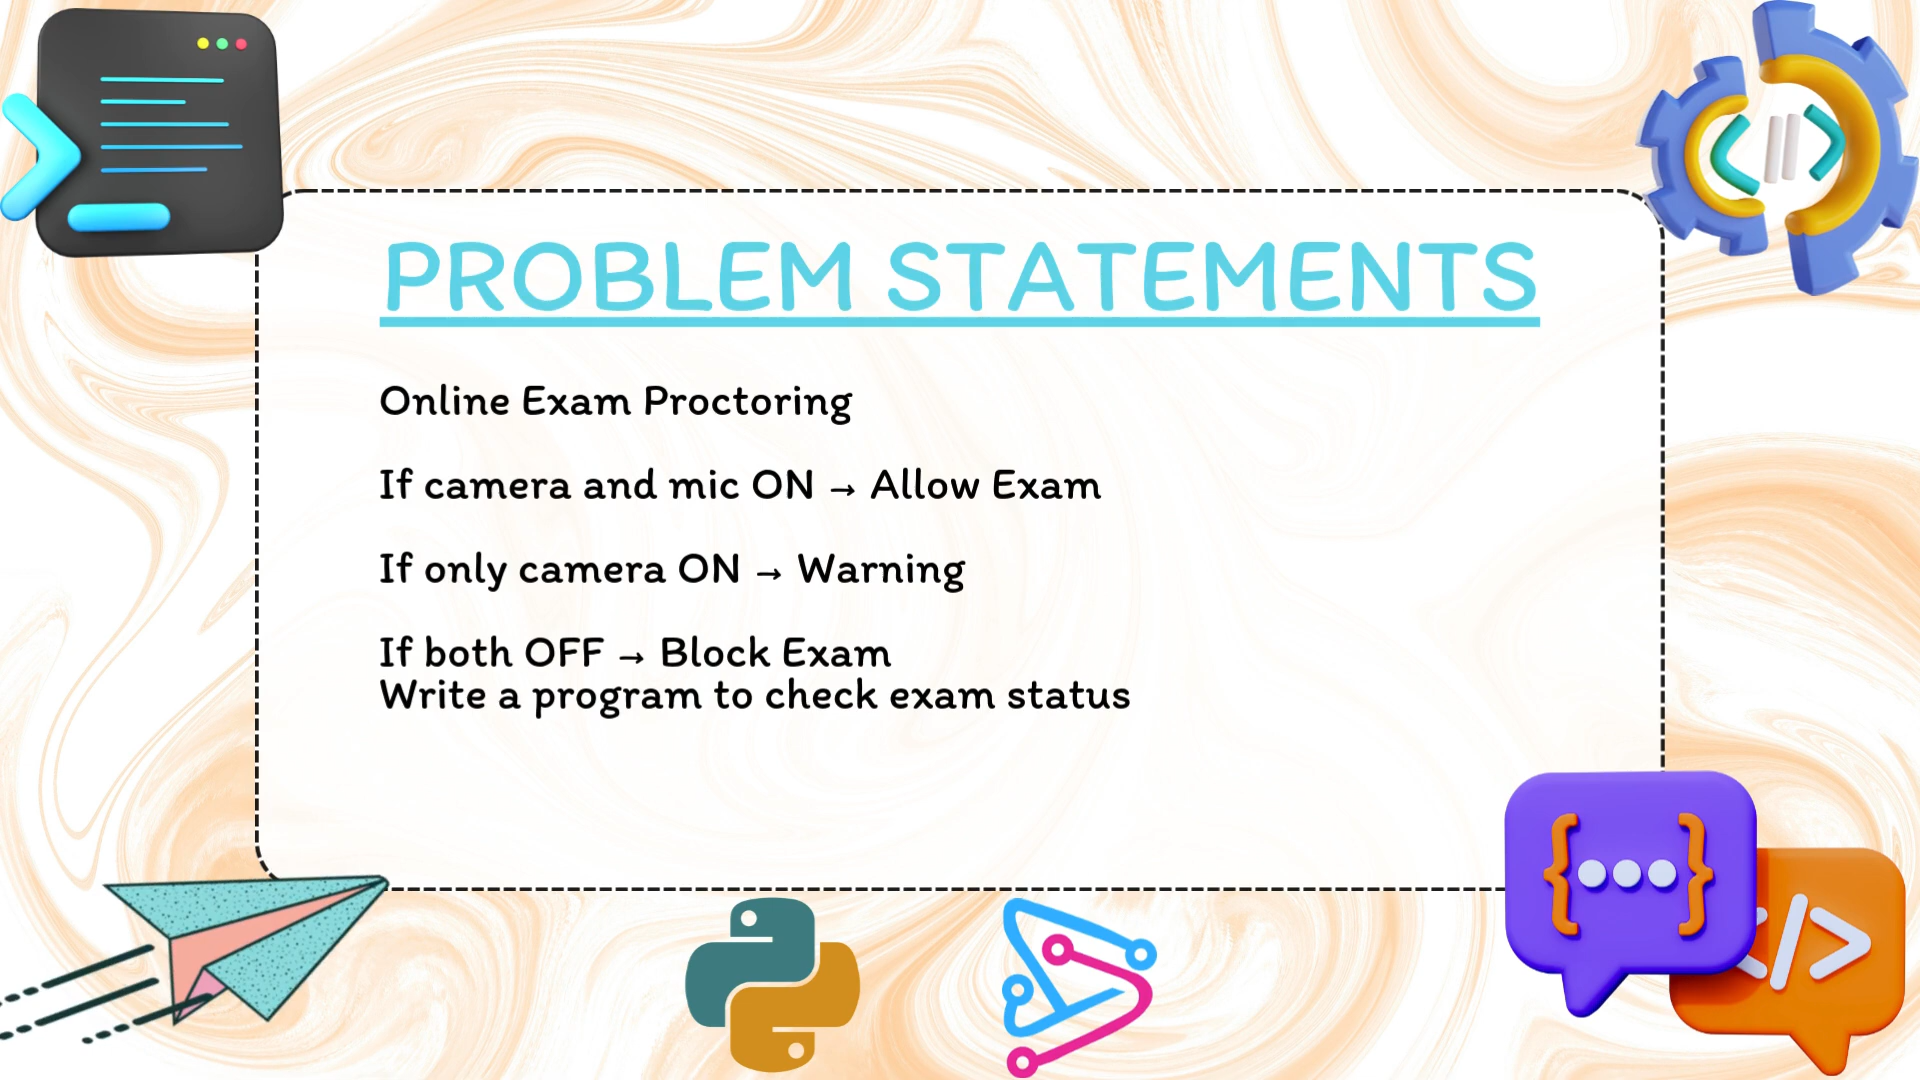 PROBLEM STATEMENTS
Online Exam Proctoring
If camera and mic ON → Allow Exam
If only camera ON → Warning
If both OFF → Block Exam
Write a program to check exam status